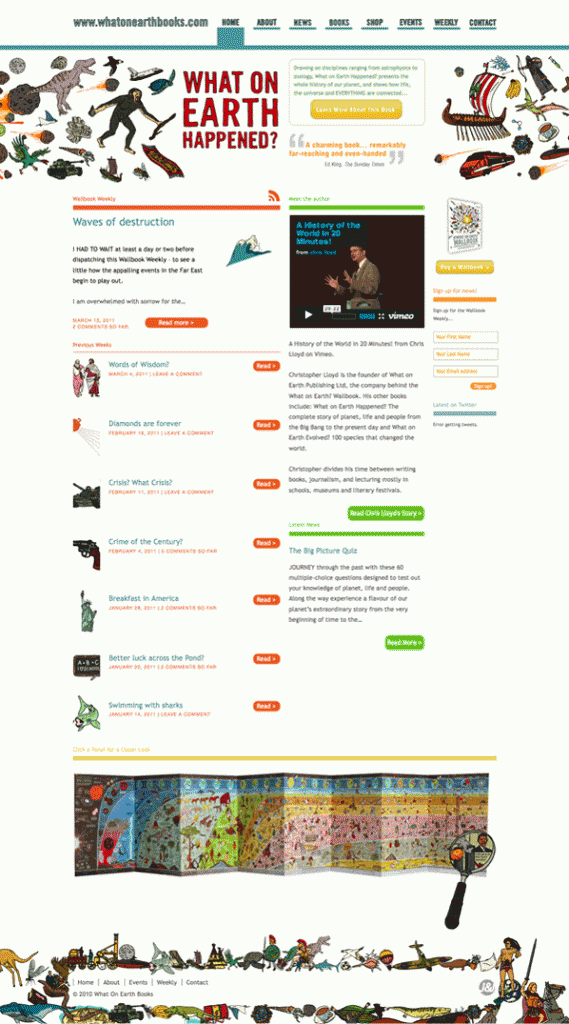 www.whatonearthbooks.com
HOME ABOUT NEWS BOOKS SHOP EVENTS WEEKLY CONTACT
WHAT ON
EARTH
HAPPENED?
Drawing on disciplines ranging from astrophysics to
zoology, What on Earth Happened? presents the
whole history of our planet, and shows how life,
the universe and EVERYTHING are connected...
Learn More About This Book
“A charming book... remarkably
far-reaching and even-handed”
Ed King, The Sunday Times
Wallbook Weekly
Waves of destruction
I HAD TO WAIT at least a day or two before
dispatching this Wallbook Weekly – to see a
little how the appalling events in the Far East
begin to play out.
I am overwhelmed with sorrow for the...
MARCH 13, 2011
2 COMMENTS SO FAR
Read more >
Previous Weeks
Words of Wisdom?
MARCH 4, 2011 | LEAVE A COMMENT
Read >
Diamonds are forever
FEBRUARY 18, 2011 | LEAVE A COMMENT
Read >
Crisis? What Crisis?
FEBRUARY 11, 2011 | LEAVE A COMMENT
Read >
Crime of the Century?
FEBRUARY 4, 2011 | COMMENTS SO FAR
Read >
Breakfast in America
JANUARY 28, 2011 | 2 COMMENTS SO FAR
Read >
Better luck across the Pond?
2 COMMENTS SO FAR
Read >
Swimming with sharks
JANUARY 14, 2011 | LEAVE A COMMENT
Read >
Meet the author
A History of the
World in 20
Minutes!
from chris lloyd
vimeo
A History of the World in 20 Minutes! from Chris
Lloyd on Vimeo.
Christopher Lloyd is the founder of What on
Earth Publishing Ltd, the company behind the
What on Earth? Wallbook. His other books
include: What on Earth Happened? The
complete story of planet, life and people from
the Big Bang to the present day and What on
Earth Evolved? 100 species that changed the
world.
Christopher divides his time between writing
books, journalism, and lecturing mostly in
schools, museums and literary festivals.
Read Chris Lloyd's Story >
Latest News
The Big Picture Quiz
JOURNEY through the past with these 60
multiple-choice questions designed to test out
your knowledge of planet, life and people.
Along the way experience a flavour of our
planet's extraordinary story from the very
beginning of time to the...
Read More >
WALLBOOK
Buy a Wallbook >
Sign up for news!
Sign up for the Wallbook
Weekly...
Your First Name
Your Last Name
Your Email address
Sign up!
Latest on Twitter
Error getting tweets.
Click a Panel for a Closer Look
Home | About | Events | Weekly | Contact
© 2010 What On Earth Books